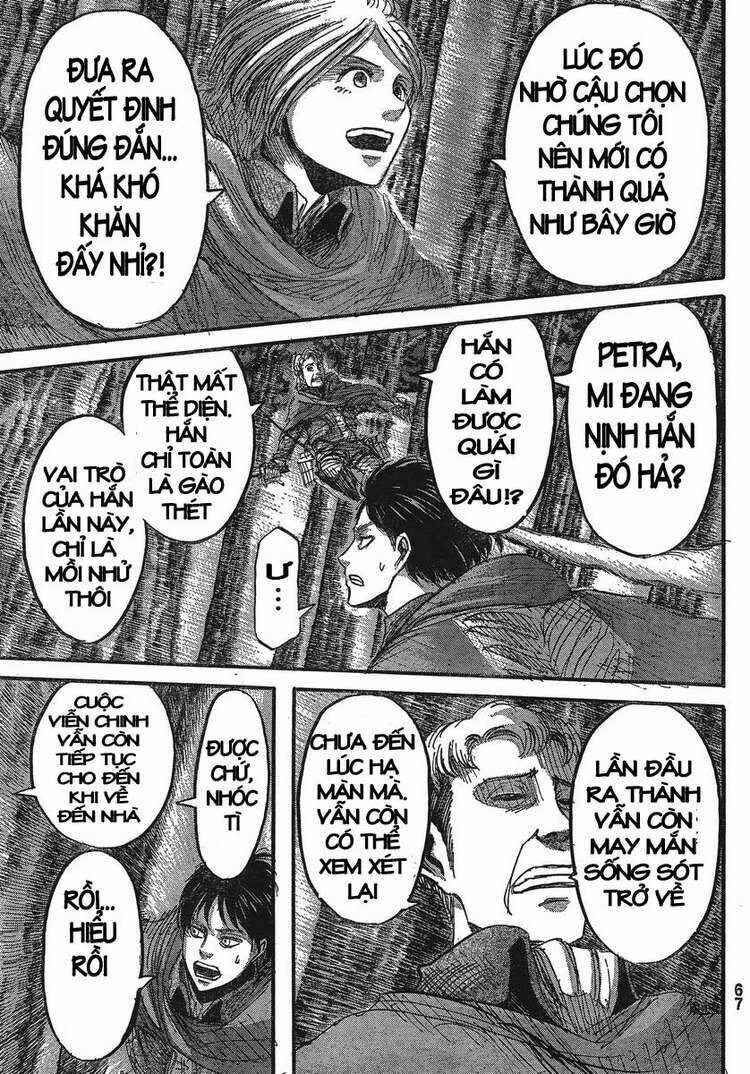 LÚC ĐÓ
NHỜ CẬU CHỌN
CHÚNG TÔI
NÊN MỚI CÓ
THÀNH QUẢ
NHƯ BÂY GIỜ
ĐƯA RA
QUYẾT ĐỊNH
ĐÚNG ĐẮN...
KHÁ KHÓ
KHĂN
ĐẤY NHỈ?!
PETRA,
MI ĐANG
NỊNH HẮN
ĐÓ HẢ?
HẮN
CÓ
LÀM
ĐƯỢC
QUÁI
GÌ
ĐÂU!?
THẬT MẤT
THỂ DIỆN.
HẮN
CHỈ TOÀN
LÀ GÀO
THÉT
VAI TRÒ
CỦA HẮN
LẦN NÀY,
CHỈ LÀ
MỒI NHỬ
THÔI
Ư...
LẦN ĐẦU
RA THÀNH
VẪN CÒN
MAY MẮN
SỐNG SÓT
TRỞ VỀ
CHƯA ĐẾN
LÚC HẠ
MÀN MÀ.
VẪN CÒN
CÓ THỂ
XEM XÉT
LẠI
ĐƯỢC
CHỨ,
NHÓC
TÌ
CUỘC
VIỄN CHINH
VẪN CÒN
TIẾP TỤC
CHO ĐẾN
KHI VỀ
ĐẾN NHÀ
RỒI...
HIỂU
RỒI
67